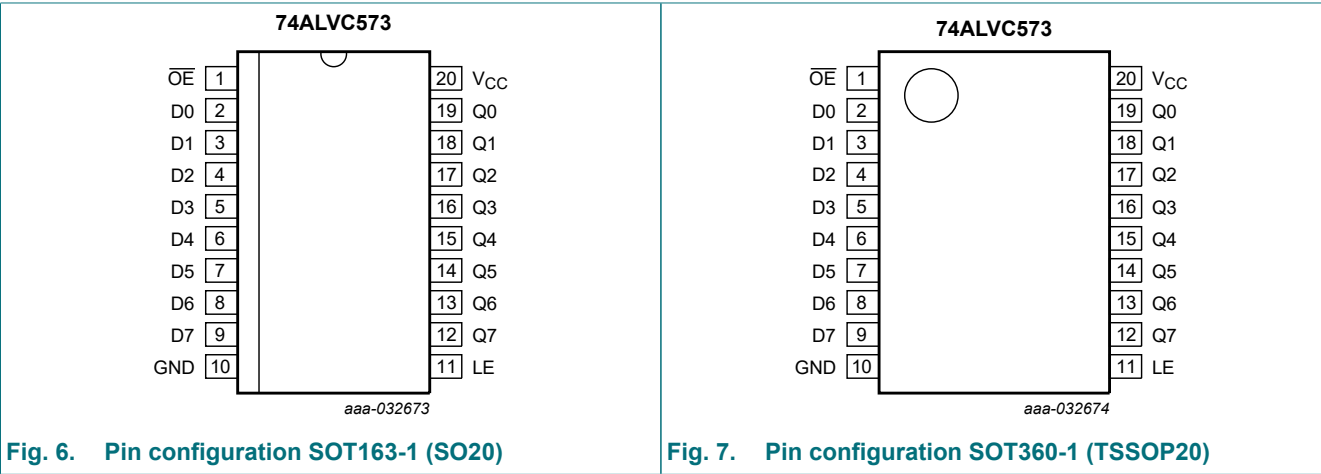 74ALVC573
O̅E̅ 1 20 VCC
D0 2 19 Q0
D1 3 18 Q1
D2 4 17 Q2
D3 5 16 Q3
D4 6 15 Q4
D5 7 14 Q5
D6 8 13 Q6
D7 9 12 Q7
GND 10 11 LE
aaa-032673
Fig. 6. Pin configuration SOT163-1 (SO20)
74ALVC573
O̅E̅ 1 20 VCC
D0 2 19 Q0
D1 3 18 Q1
D2 4 17 Q2
D3 5 16 Q3
D4 6 15 Q4
D5 7 14 Q5
D6 8 13 Q6
D7 9 12 Q7
GND 10 11 LE
aaa-032674
Fig. 7. Pin configuration SOT360-1 (TSSOP20)